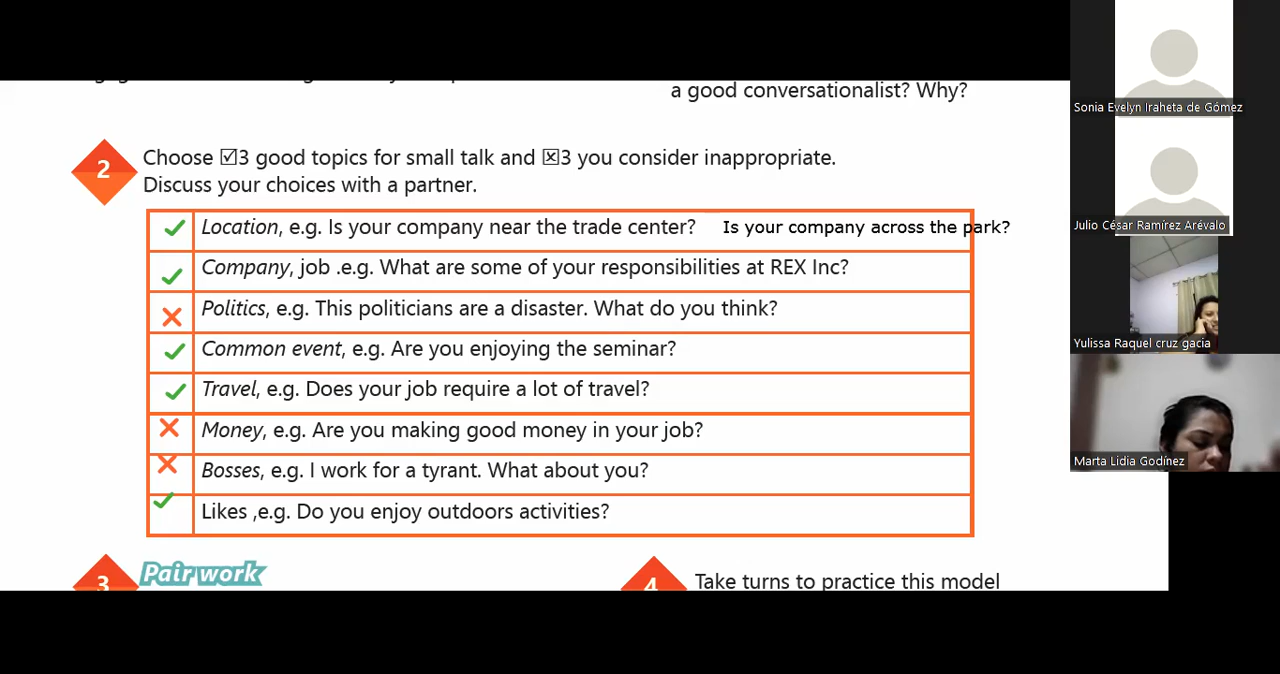 a good conversationalist? Why?
2
Choose ☑3 good topics for small talk and ☒3 you consider inappropriate.
Discuss your choices with a partner.
Location, e.g. Is your company near the trade center? Is your company across the park?
Company, job .e.g. What are some of your responsibilities at REX Inc?
Politics, e.g. This politicians are a disaster. What do you think?
Common event, e.g. Are you enjoying the seminar?
Travel, e.g. Does your job require a lot of travel?
Money, e.g. Are you making good money in your job?
Bosses, e.g. I work for a tyrant. What about you?
Likes ,e.g. Do you enjoy outdoors activities?
3 Pair work
4 Take turns to practice this model
Sonia Evelyn Iraheta de Gómez
Julio César Ramírez Arévalo
Yulissa Raquel cruz gacia
Marta Lidia Godínez